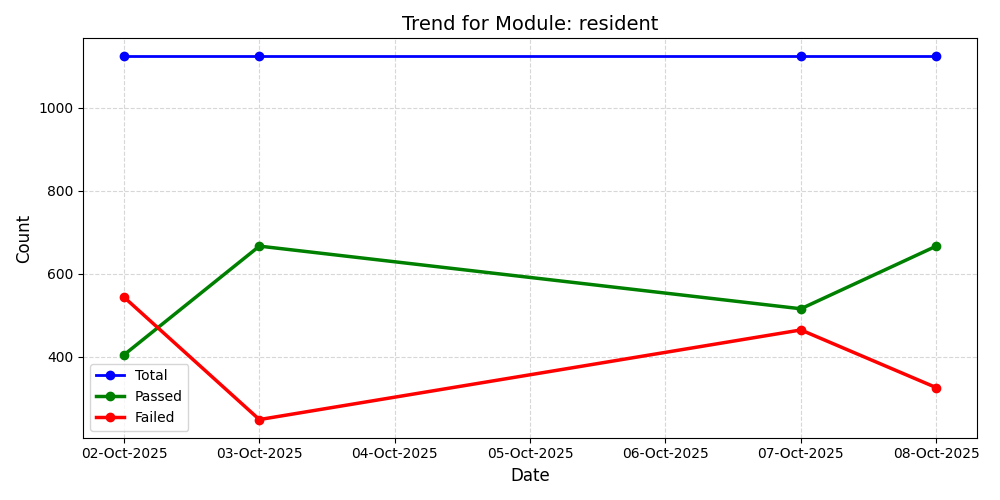 Trend for Module: resident
Count
1000
800
600
400
Total
Passed
Failed
02-Oct-2025 03-Oct-2025 04-Oct-2025 05-Oct-2025 06-Oct-2025 07-Oct-2025 08-Oct-2025
Date